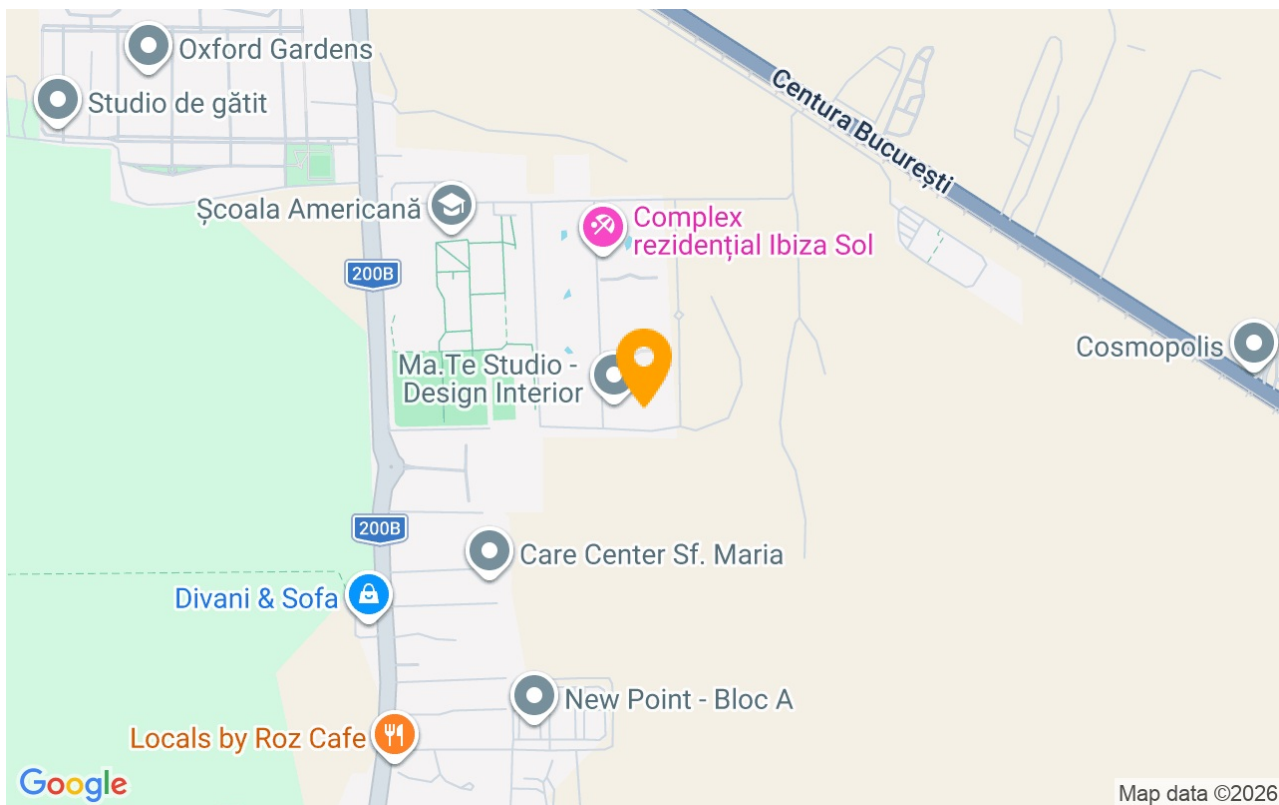 Oxford Gardens
Studio de gătit
Centura București
Școala Americană
Complex
rezidențial Ibiza Sol
200B
Ma.Te Studio -
Design Interior
Cosmopolis
200B
Care Center Sf. Maria
Divani & Sofa
New Point - Bloc A
Locals by Roz Cafe
Google
Map data ©2026